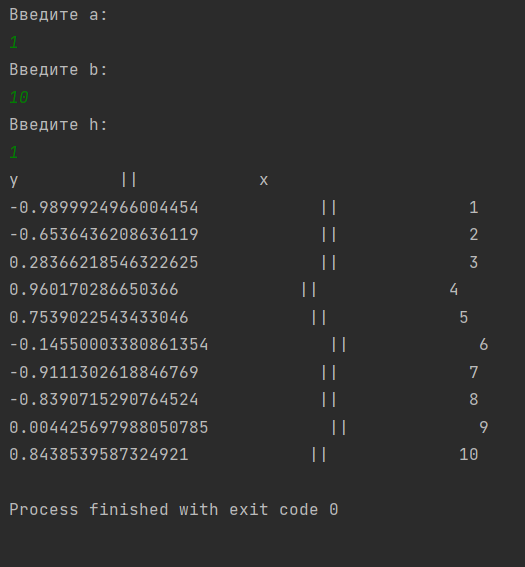 Введите a:
1
Введите b:
10
Введите h:
1
y          ||            x
-0.9899924966004454            ||             1
-0.6536436208636119            ||             2
0.28366218546322625            ||             3
0.960170286650366            ||             4
0.7539022543433046            ||             5
-0.14550003380861354            ||             6
-0.9111302618846769            ||             7
-0.8390715290764524            ||             8
0.004425697988050785            ||             9
0.8438539587324921            ||             10
Process finished with exit code 0